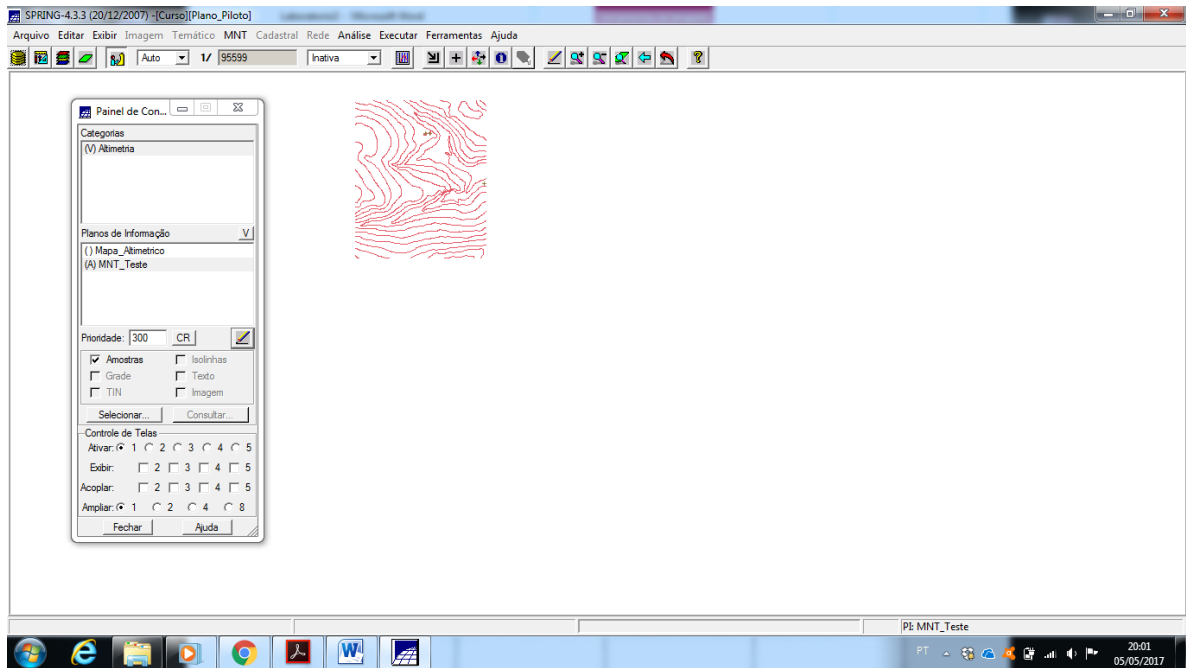 SPRING-4.3.3 (20/12/2007) -[Curso][Plano_Piloto]
Arquivo Editar Exibir Imagem Temático MNT Cadastral Rede Análise Executar Ferramentas Ajuda
Auto 1/ 95599 Inativa
Painel de Con...
Categorias
(V) Altimetria
Planos de Informação V
( ) Mapa_Altimetrico
(A) MNT_Teste
Prioridade: 300 CR
Amostras Isolinhas
Grade Texto
TIN Imagem
Selecionar... Consultar...
Controle de Telas
Ativar: 1 2 3 4 5
Exibir: 2 3 4 5
Acoplar: 2 3 4 5
Ampliar: 1 2 4 8
Fechar Ajuda
PI: MNT_Teste
PT 20:01
05/05/2017